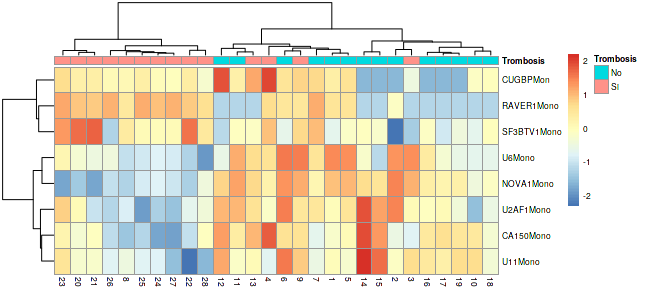 Trombosis
CUGBPMon
RAVER1Mono
SF3BTV1Mono
U6Mono
NOVA1Mono
U2AF1Mono
CA150Mono
U11Mono
23 20 21 26 8 25 24 27 22 28 12 11 13 4 6 9 7 1 5 14 15 2 3 16 17 19 10 18
2
1
0
-1
-2
Trombosis
No
SI